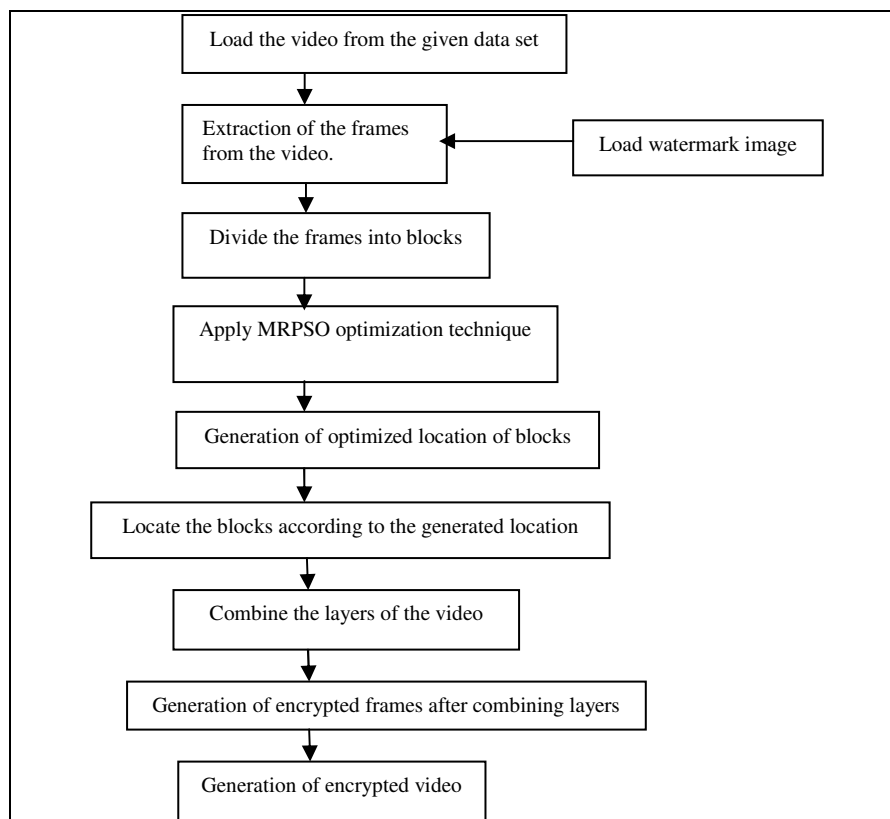 Load the video from the given data set
Extraction of the frames
from the video.
Load watermark image
Divide the frames into blocks
Apply MRPSO optimization technique
Generation of optimized location of blocks
Locate the blocks according to the generated location
Combine the layers of the video
Generation of encrypted frames after combining layers
Generation of encrypted video